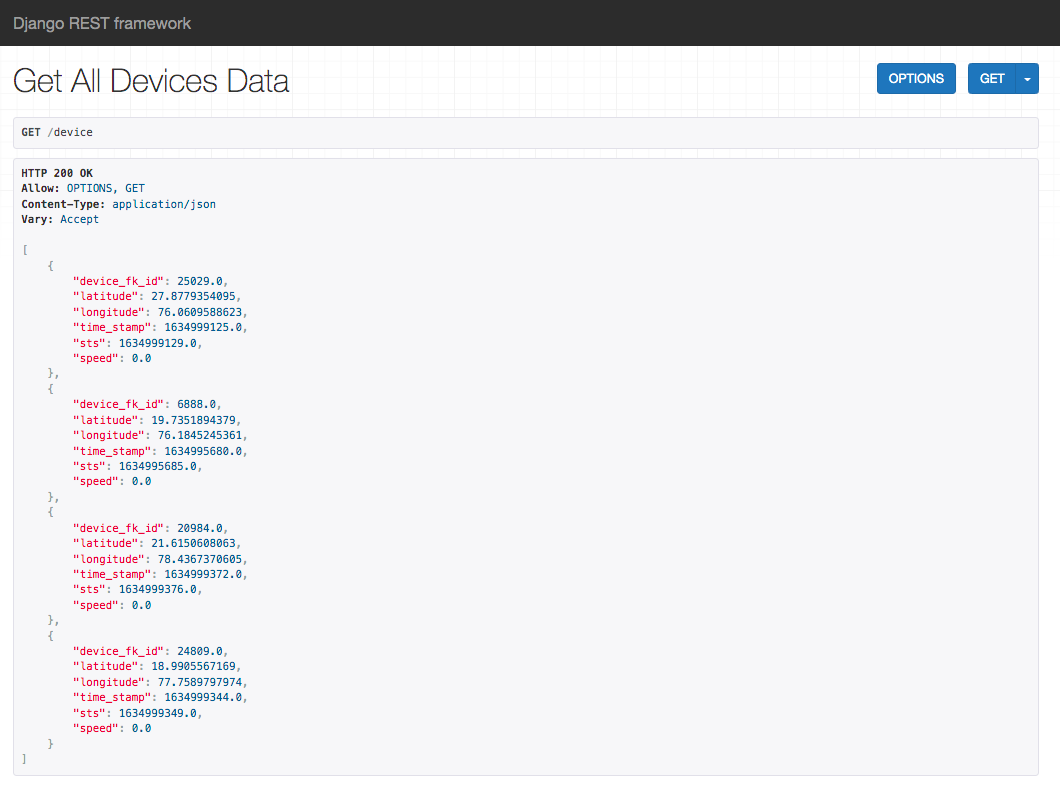 Django REST framework
Get All Devices Data
OPTIONS
GET
GET /device
HTTP 200 OK
Allow: OPTIONS, GET
Content-Type: application/json
Vary: Accept
[
    {
        "device_fk_id": 25029.0,
        "latitude": 27.8779354095,
        "longitude": 76.0609588623,
        "time_stamp": 1634999125.0,
        "sts": 1634999129.0,
        "speed": 0.0
    },
    {
        "device_fk_id": 6888.0,
        "latitude": 19.7351894379,
        "longitude": 76.1845245361,
        "time_stamp": 1634995680.0,
        "sts": 1634995685.0,
        "speed": 0.0
    },
    {
        "device_fk_id": 20984.0,
        "latitude": 21.6150608063,
        "longitude": 78.4367370605,
        "time_stamp": 1634999372.0,
        "sts": 1634999376.0,
        "speed": 0.0
    },
    {
        "device_fk_id": 24809.0,
        "latitude": 18.9905567169,
        "longitude": 77.7589797974,
        "time_stamp": 1634999344.0,
        "sts": 1634999349.0,
        "speed": 0.0
    }
]